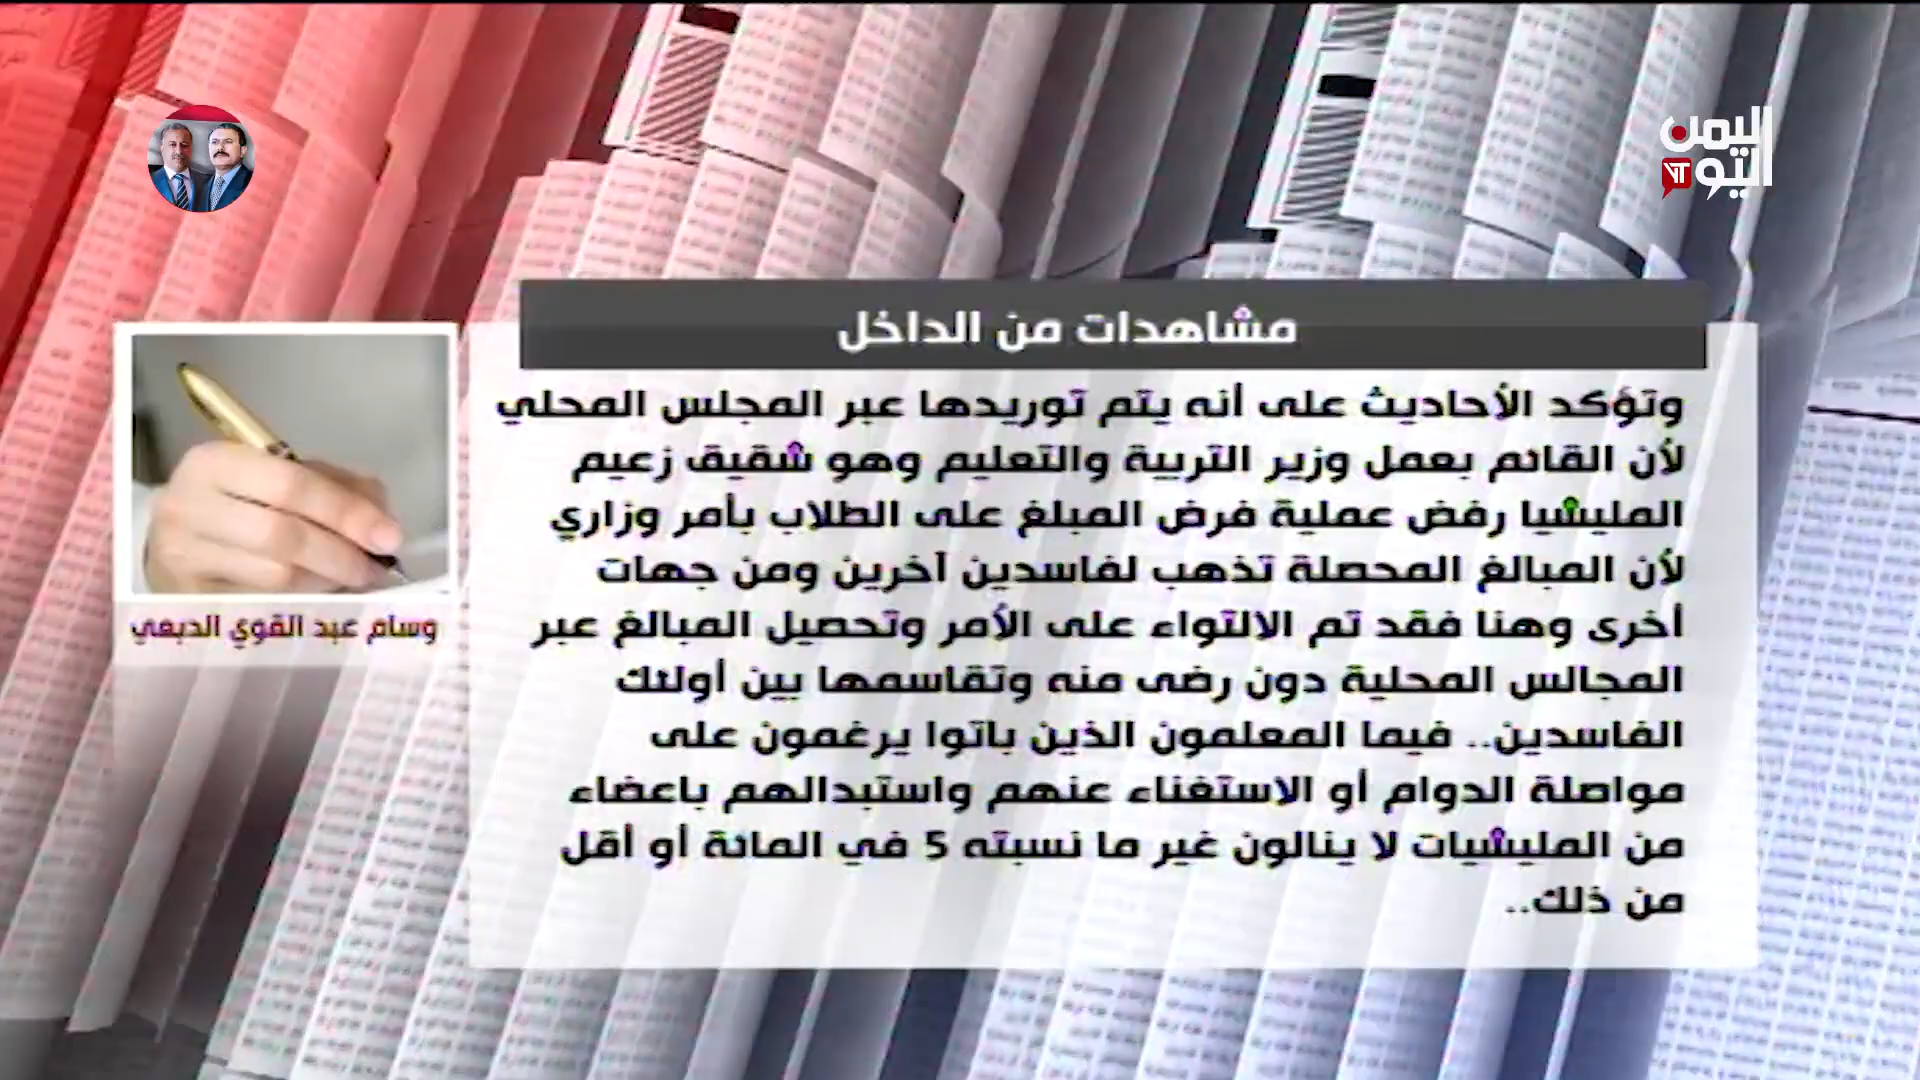 اليمن
اليوم
مشاهدات من الداخل
وتؤكد الأحاديث على أنه يتم توريدها عبر المجلس المحلي
لأن القائم بعمل وزير التربية والتعليم وهو شقيق زعيم
المليشيا رفض عملية فرض المبلغ على الطلاب بأمر وزاري
لأن المبالغ المحصلة تذهب لفاسدين آخرين ومن جهات
أخرى وهنا فقد تم الالتواء على الأمر وتحصيل المبالغ عبر
المجالس المحلية دون رضى منه وتقاسمها بين أولئك
الفاسدين.. فيما المعلمون الذين باتوا يرغمون على
مواصلة الدوام أو الاستغناء عنهم واستبدالهم باعضاء
من المليشيات لا ينالون غير ما نسبته 5 في المائة أو أقل
من ذلك..
وسام عبد القوي الدبعي